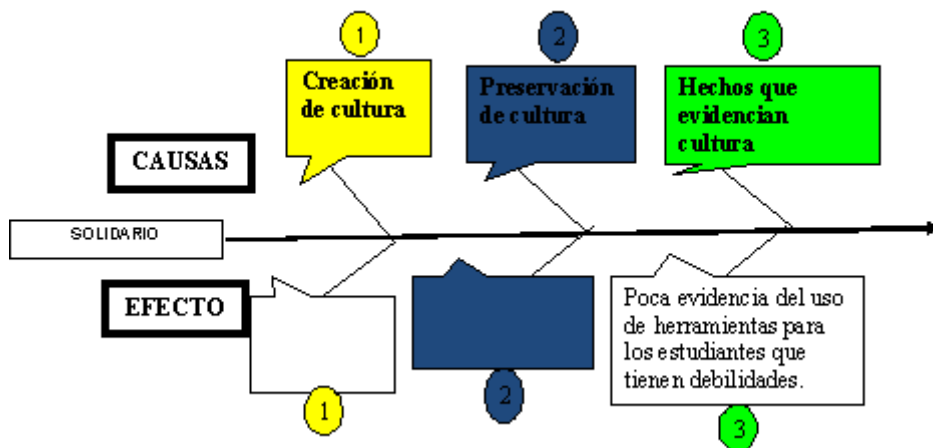 1
2
3
Creación
de cultura
Preservación
de cultura
Hechos que
evidencian
cultura
CAUSAS
SOLIDARIO
EFECTO
Poca evidencia del uso
de herramientas para
los estudiantes que
tienen debilidades.
1
2
3